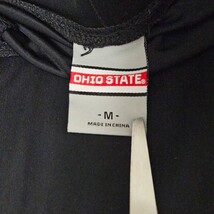 OHIO STATE®
- M -
MADE IN CHINA